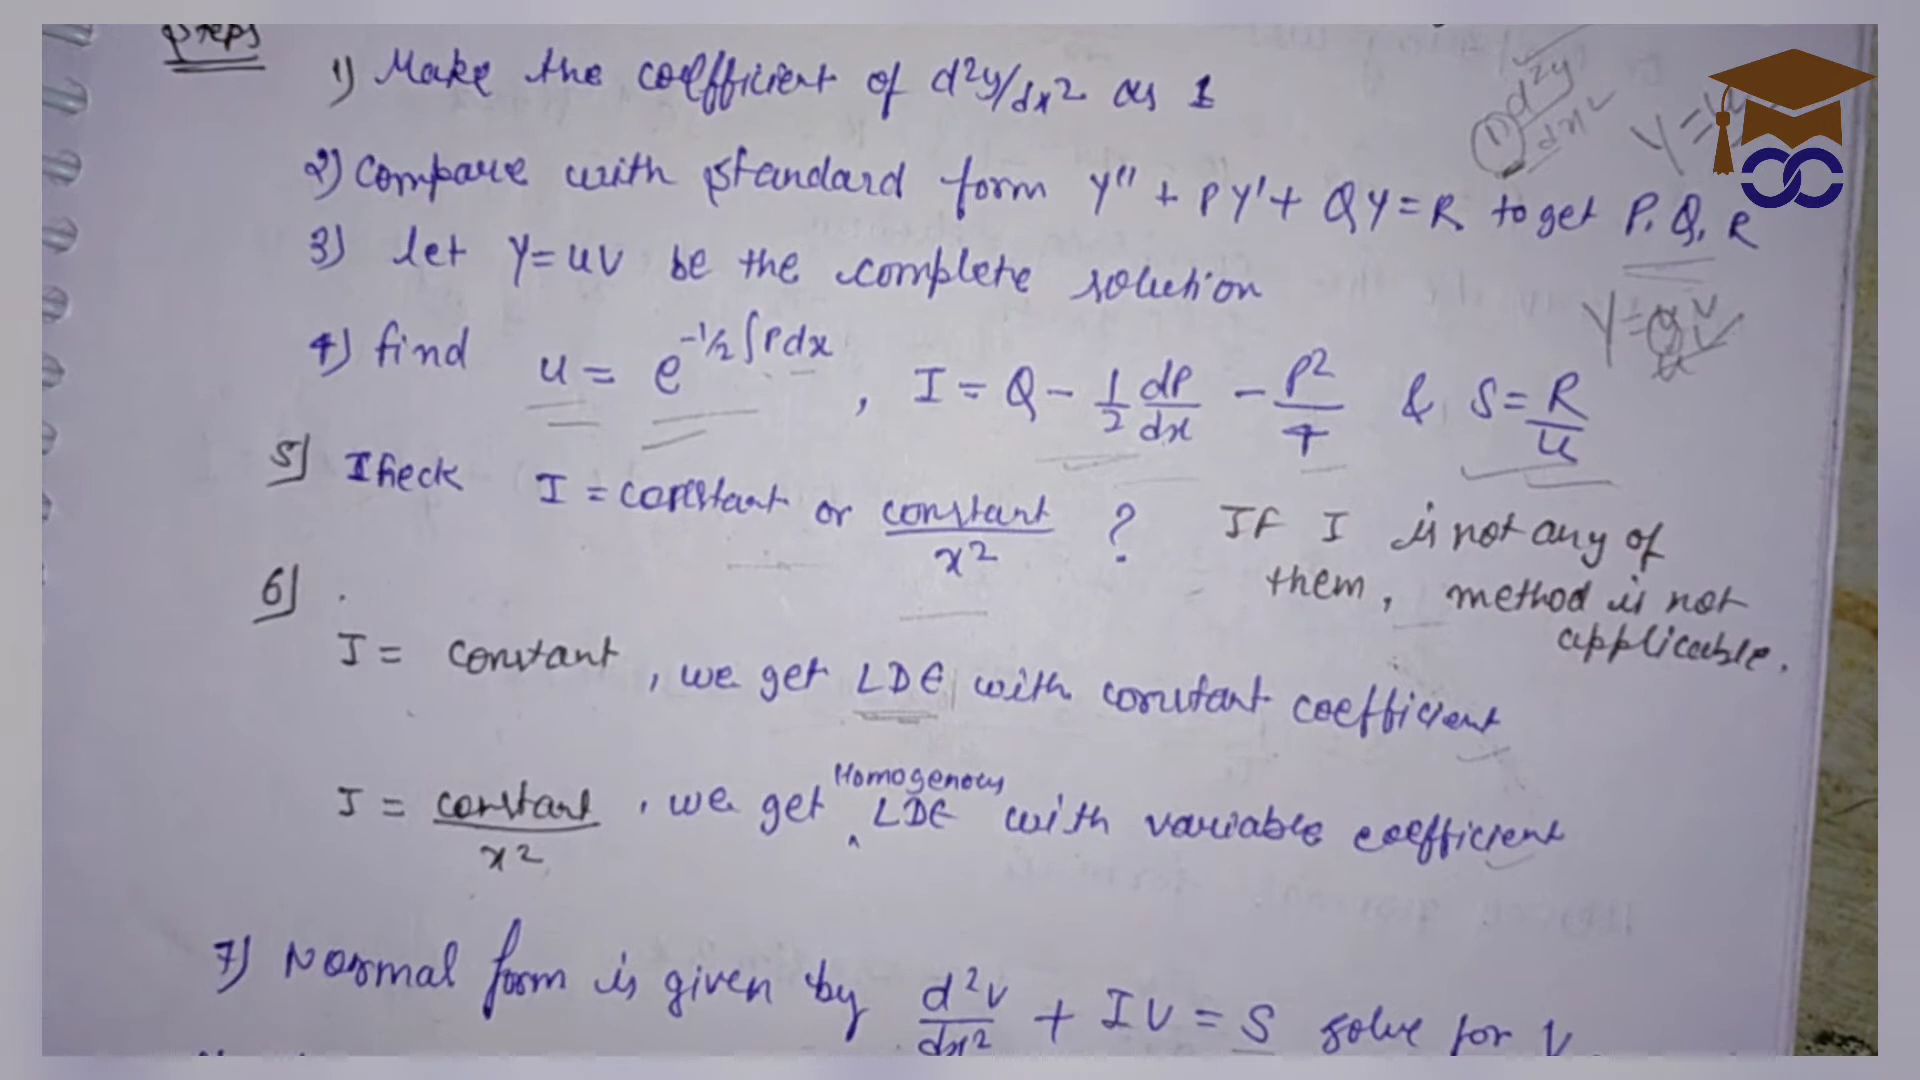 Steps
1) Make the coefficient of d²y/dx² as 1
2) Compare with standard form y'' + Py' + Qy = R to get P, Q, R
3) let y = uv be the complete solution
4) find u = e^{-1/2 ∫Pdx} , I = Q - 1/2 dP/dx - P²/4 & S = R/u
5) Check I = constant or constant/x² ? If I is not any of
them, method is not
applicable.
6)
I = constant , we get LDE with constant coefficient
Homogenous
I = constant/x² , we get LDE with variable coefficient
7) Normal form is given by d²v/dx² + Iv = S solve for v
1) d²y/dx²
y =
y =